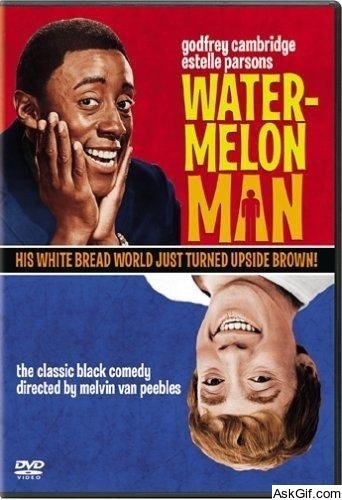 godfrey cambridge
estelle parsons
WATER-
MELON
MAN
HIS WHITE BREAD WORLD JUST TURNED UPSIDE BROWN!
the classic black comedy
directed by melvin van peebles
DVD
VIDEO
AskGif.com